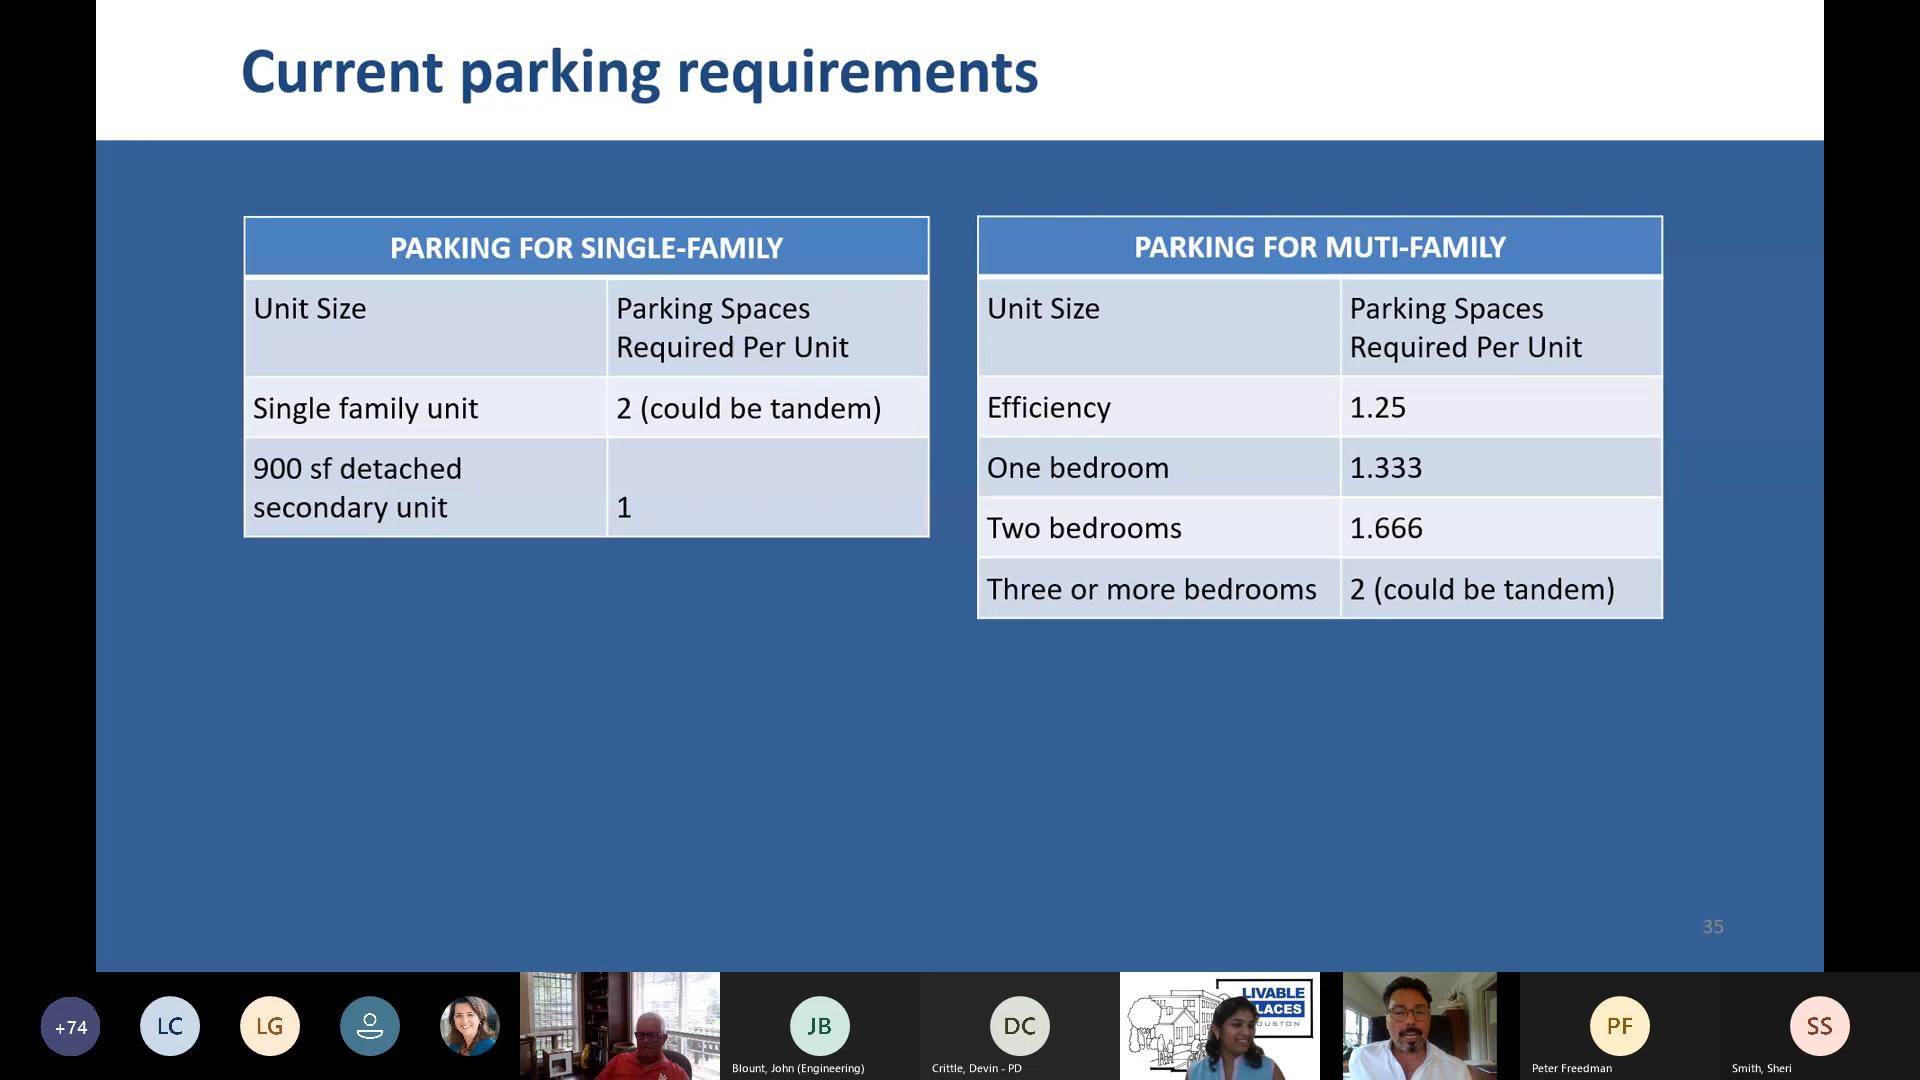 Current parking requirements
PARKING FOR SINGLE-FAMILY
Unit Size
Parking Spaces
Required Per Unit
Single family unit
2 (could be tandem)
900 sf detached
secondary unit
1
PARKING FOR MUTI-FAMILY
Unit Size
Parking Spaces
Required Per Unit
Efficiency
1.25
One bedroom
1.333
Two bedrooms
1.666
Three or more bedrooms
2 (could be tandem)
35
+74
LC
LG
JB
Blount, John (Engineering)
DC
Crittle, Devin - PD
LIVABLE
LACES
OUSTON
PF
Peter Freedman
SS
Smith, Sheri